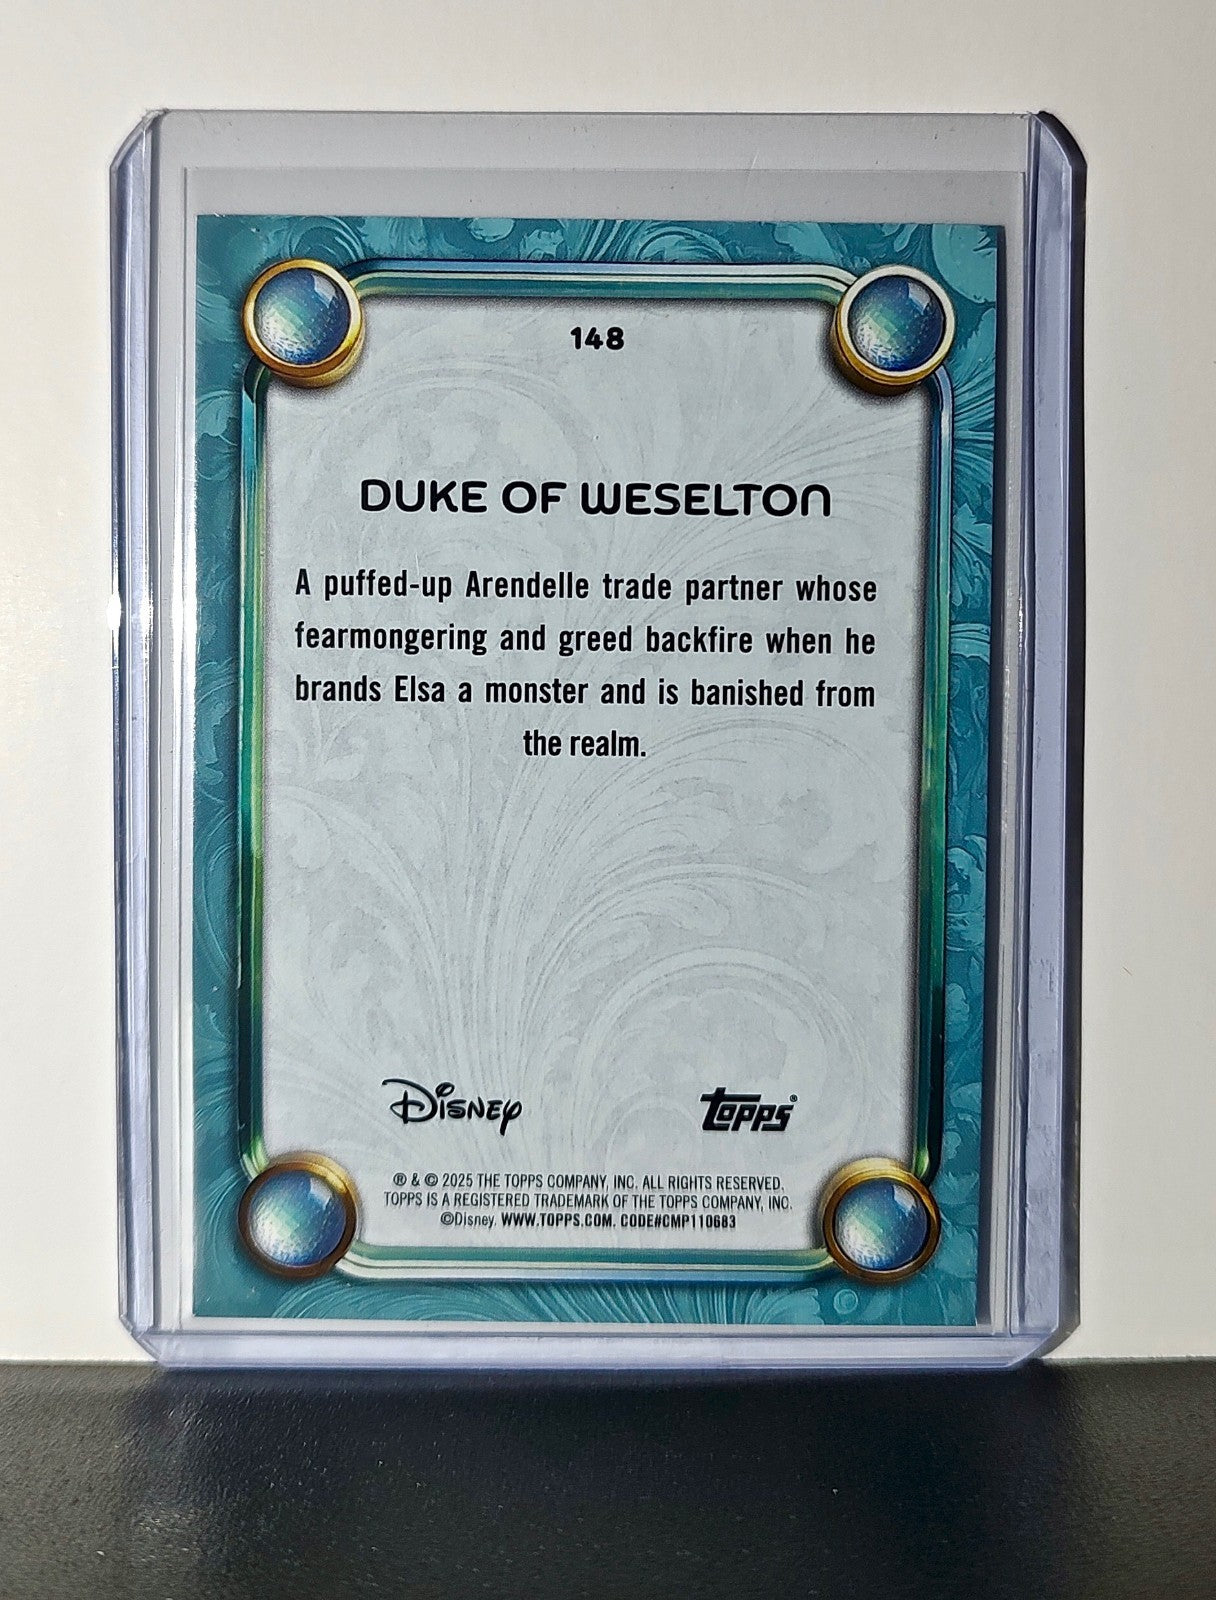 148
DUKE OF WESELTON
A puffed-up Arendelle trade partner whose
fearmongering and greed backfire when he
brands Elsa a monster and is banished from
the realm.
Disney
topps®
® & © 2025 THE TOPPS COMPANY, INC. ALL RIGHTS RESERVED.
TOPPS IS A REGISTERED TRADEMARK OF THE TOPPS COMPANY, INC.
©Disney. WWW.TOPPS.COM. CODE#CMP110683